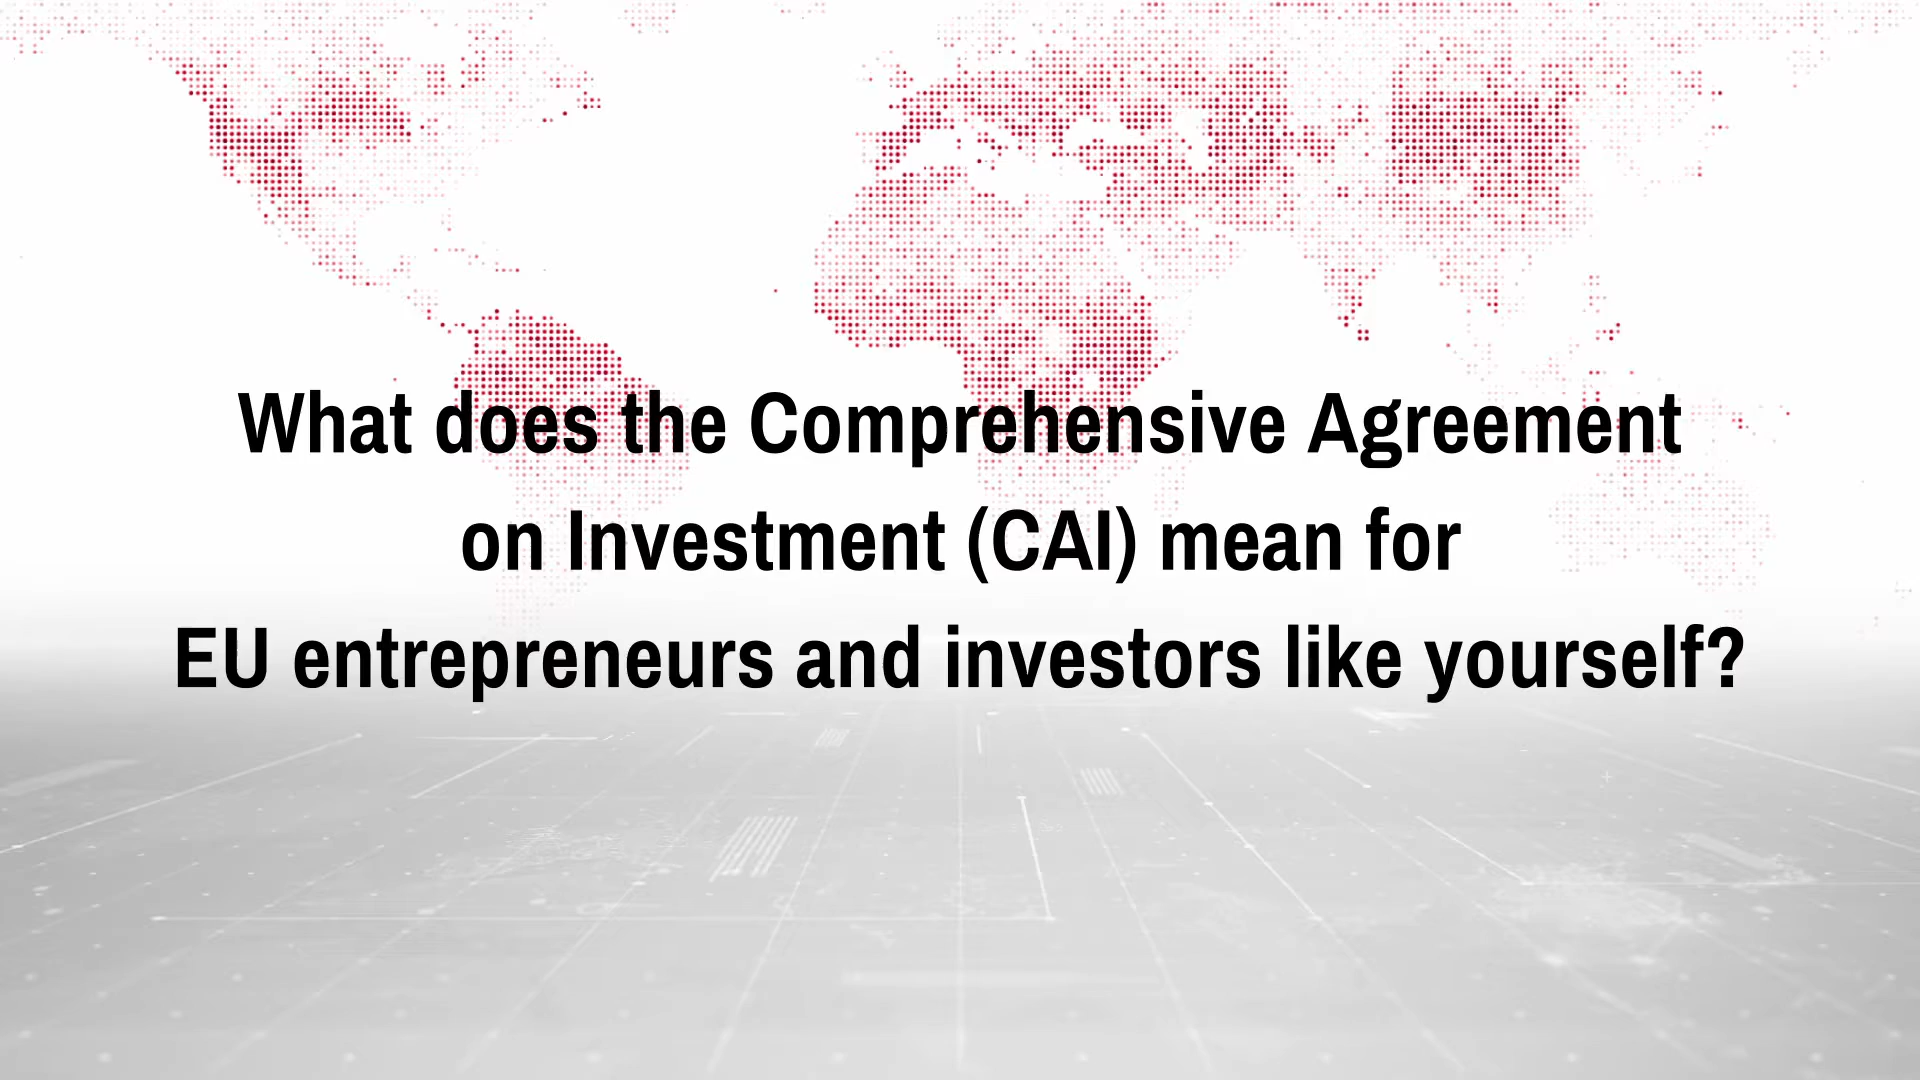 What does the Comprehensive Agreement
on Investment (CAI) mean for
EU entrepreneurs and investors like yourself?